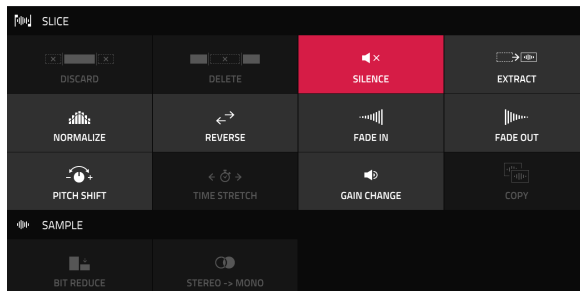 SLICE
DISCARD
DELETE
SILENCE
EXTRACT
NORMALIZE
REVERSE
FADE IN
FADE OUT
PITCH SHIFT
TIME STRETCH
GAIN CHANGE
COPY
SAMPLE
BIT REDUCE
STEREO -> MONO